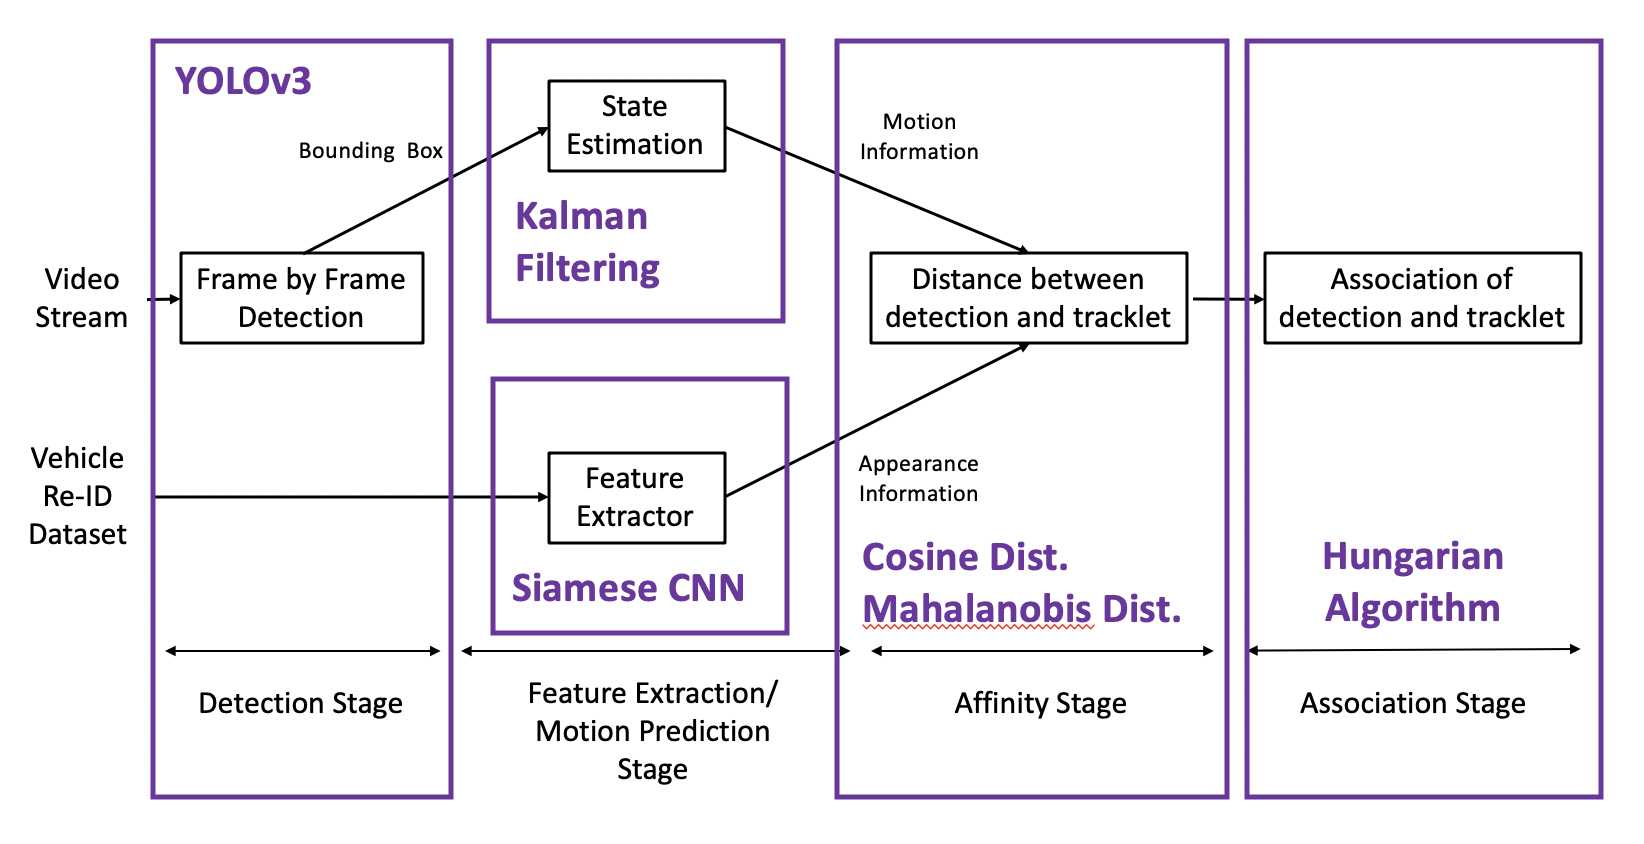 YOLOv3
Bounding Box
Video
Stream
Frame by Frame
Detection
Vehicle
Re-ID
Dataset
State
Estimation
Kalman
Filtering
Feature
Extractor
Siamese CNN
Motion
Information
Distance between
detection and tracklet
Appearance
Information
Cosine Dist.
Mahalanobis Dist.
Association of
detection and tracklet
Hungarian
Algorithm
Detection Stage
Feature Extraction/
Motion Prediction
Stage
Affinity Stage
Association Stage